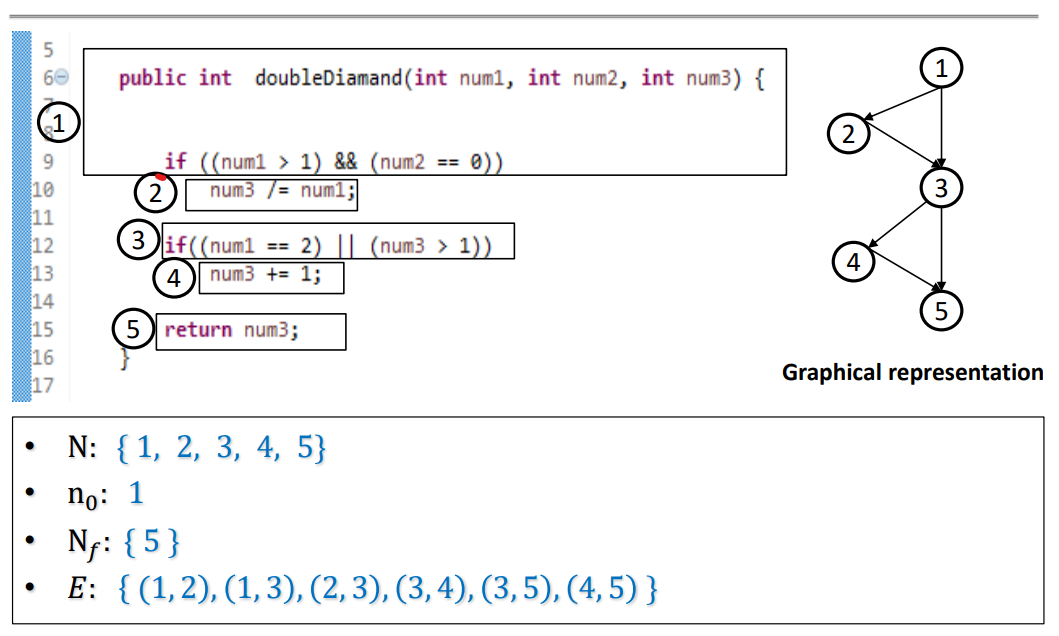 5
6 public int doubleDiamand(int num1, int num2, int num3) {
7
1
8
9 if ((num1 > 1) && (num2 == 0))
10 2 num3 /= num1;
11
12 3 if((num1 == 2) || (num3 > 1))
13 4 num3 += 1;
14
15 5 return num3;
16 }
17
1
2
3
4
5
Graphical representation
• N: { 1, 2, 3, 4, 5}
• n₀: 1
• N𝑓: { 5 }
• E: { (1, 2), (1, 3), (2, 3), (3, 4), (3, 5), (4, 5) }